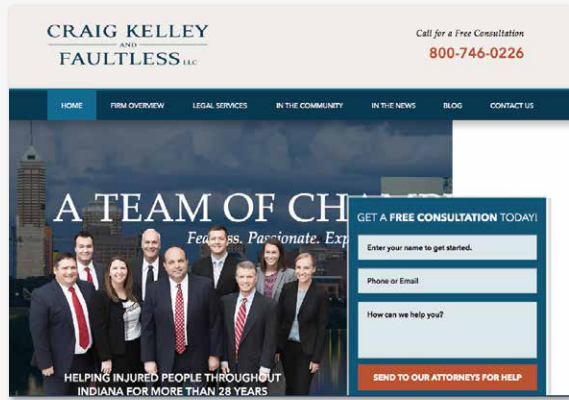 CRAIG KELLEY
AND
FAULTLESS LLC
Call for a Free Consultation
800-746-0226
HOME FIRM OVERVIEW LEGAL SERVICES IN THE COMMUNITY IN THE NEWS BLOG CONTACT US
A TEAM OF CHAMP
Fearless. Passionate. Exp
HELPING INJURED PEOPLE THROUGHOUT
INDIANA FOR MORE THAN 28 YEARS
GET A FREE CONSULTATION TODAY!
Enter your name to get started.
Phone or Email
How can we help you?
SEND TO OUR ATTORNEYS FOR HELP